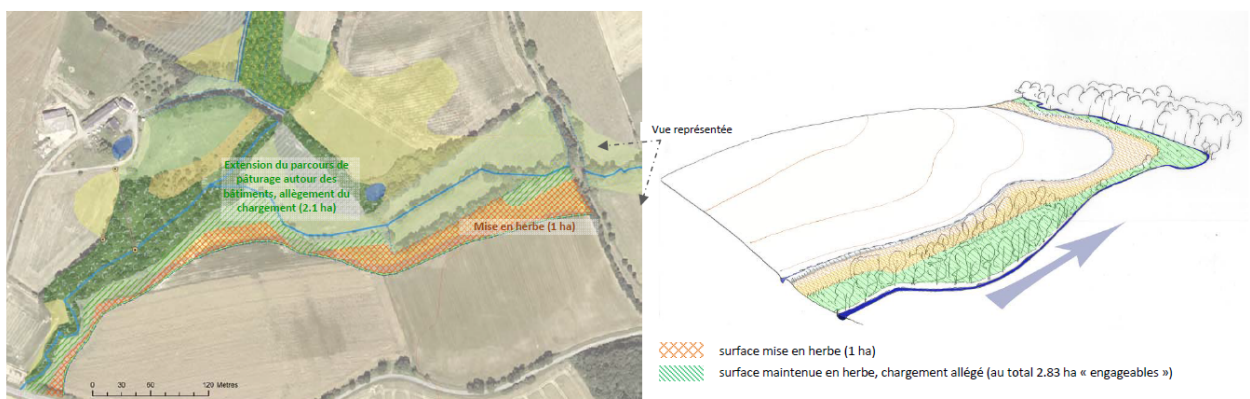 Extension du parcours de
pâturage autour des
bâtiments, allègement du
chargement (2.1 ha)
Mise en herbe (1 ha)
0 30 60 120 Mètres
Vue représentée
surface mise en herbe (1 ha)
surface maintenue en herbe, chargement allégé (au total 2.83 ha « engageables »)